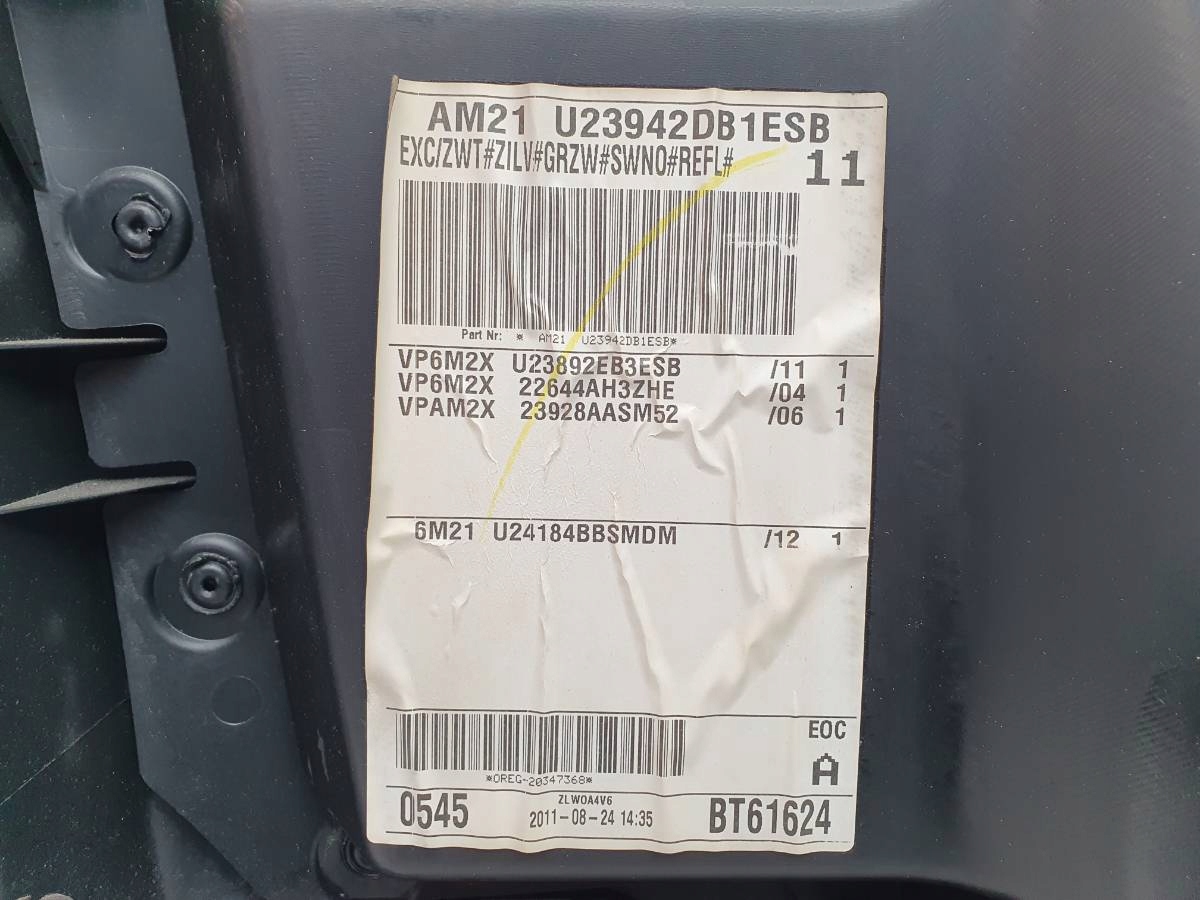 AM21 U23942DB1ESB
EXC/ZWT#ZILV#GRZW#SWNO#REFL# 11
Part Nr: * AM21 U23942DB1ESB*
VP6M2X U23892EB3ESB /11 1
VP6M2X 22644AH3ZHE /04 1
VPAM2X 23928AASM52 /06 1
6M21 U24184BBSMDM /12 1
EOC
*OREG-20347368* A
ZLWOA4V6
0545 2011-08-24 14:35 BT61624